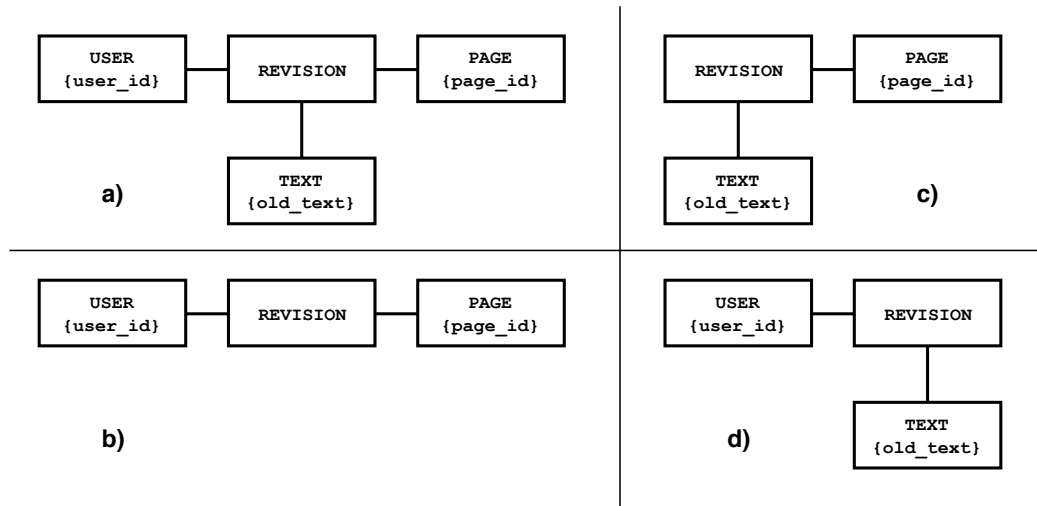 USER
{user_id}
REVISION
PAGE
{page_id}
TEXT
{old_text}
a)
REVISION
PAGE
{page_id}
TEXT
{old_text}
c)
USER
{user_id}
REVISION
PAGE
{page_id}
b)
USER
{user_id}
REVISION
TEXT
{old_text}
d)